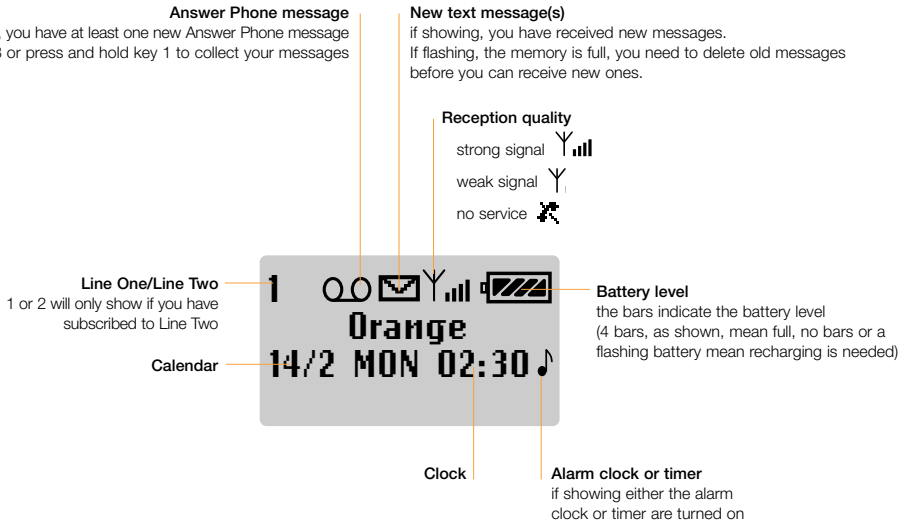 Answer Phone message
, you have at least one new Answer Phone message
or press and hold key 1 to collect your messages
New text message(s)
if showing, you have received new messages.
If flashing, the memory is full, you need to delete old messages
before you can receive new ones.
Reception quality
strong signal
weak signal
no service
Line One/Line Two
1 or 2 will only show if you have
subscribed to Line Two
Calendar
1
Orange
14/2 MON 02:30
Battery level
the bars indicate the battery level
(4 bars, as shown, mean full, no bars or a
flashing battery mean recharging is needed)
Clock
Alarm clock or timer
if showing either the alarm
clock or timer are turned on